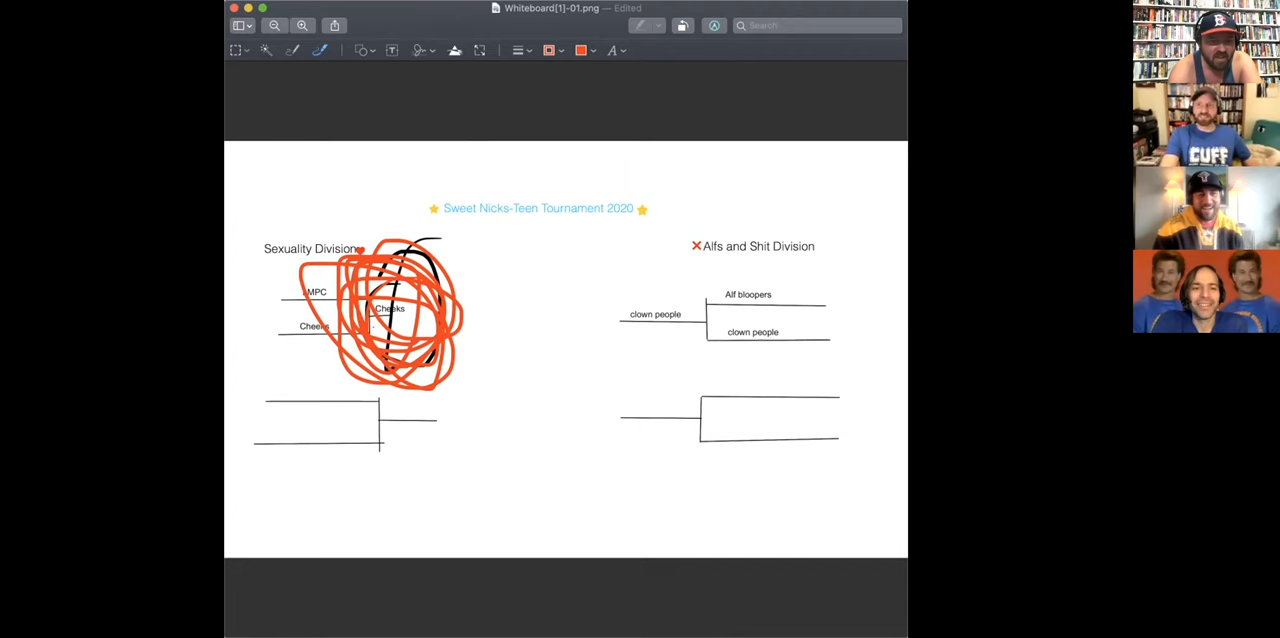 Whiteboard[1]-01.png — Edited
Search
Sweet Nicks-Teen Tournament 2020
Sexuality Division
MPC
Cheeks
Cheeks
Alfs and Shit Division
Alf bloopers
clown people
clown people
CUFF